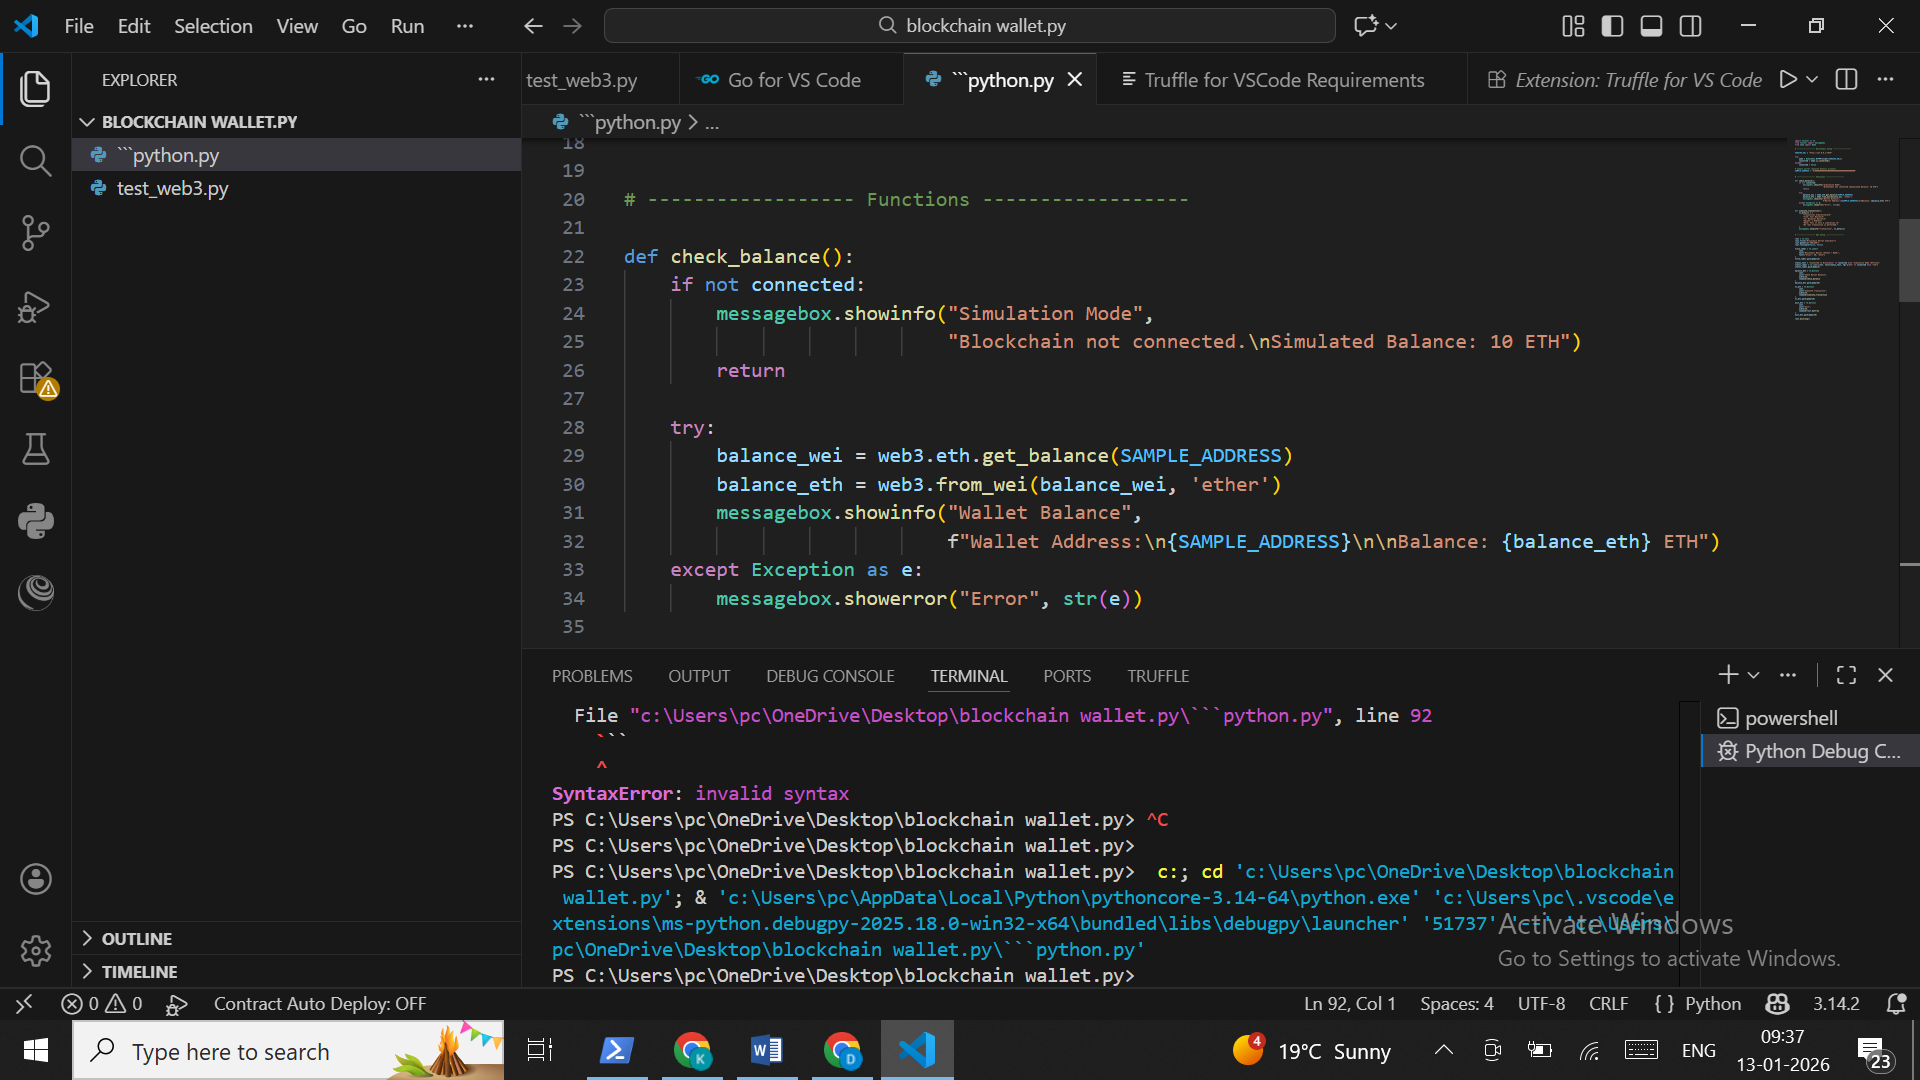 File Edit Selection View Go Run ... blockchain wallet.py
EXPLORER ...
test_web3.py Go for VS Code ```python.py Truffle for VSCode Requirements Extension: Truffle for VS Code ...
BLOCKCHAIN WALLET.PY
```python.py
test_web3.py
```python.py > ...
18
19
20 # ------------------ Functions ------------------
21
22 def check_balance():
23     if not connected:
24         messagebox.showinfo("Simulation Mode",
25                             "Blockchain not connected.\nSimulated Balance: 10 ETH")
26         return
27
28     try:
29         balance_wei = web3.eth.get_balance(SAMPLE_ADDRESS)
30         balance_eth = web3.from_wei(balance_wei, 'ether')
31         messagebox.showinfo("Wallet Balance",
32                             f"Wallet Address:\n{SAMPLE_ADDRESS}\n\nBalance: {balance_eth} ETH")
33     except Exception as e:
34         messagebox.showerror("Error", str(e))
35
PROBLEMS OUTPUT DEBUG CONSOLE TERMINAL PORTS TRUFFLE
File "c:\Users\pc\OneDrive\Desktop\blockchain wallet.py\```python.py", line 92
```
^
SyntaxError: invalid syntax
PS C:\Users\pc\OneDrive\Desktop\blockchain wallet.py> ^C
PS C:\Users\pc\OneDrive\Desktop\blockchain wallet.py>
PS C:\Users\pc\OneDrive\Desktop\blockchain wallet.py>  c:; cd 'c:\Users\pc\OneDrive\Desktop\blockchain
wallet.py'; & 'c:\Users\pc\AppData\Local\Python\pythoncore-3.14-64\python.exe' 'c:\Users\pc\.vscode\e
xtensions\ms-python.debugpy-2025.18.0-win32-x64\bundled\libs\debugpy\launcher' '51737' '--' 'c:\Users\
pc\OneDrive\Desktop\blockchain wallet.py\```python.py'
PS C:\Users\pc\OneDrive\Desktop\blockchain wallet.py>
powershell
Python Debug C...
Activate Windows
Go to Settings to activate Windows.
OUTLINE
TIMELINE
0 0 Contract Auto Deploy: OFF Ln 92, Col 1 Spaces: 4 UTF-8 CRLF { } Python 3.14.2
Type here to search
K
W
D
4
19°C Sunny
ENG
09:37
13-01-2026
23